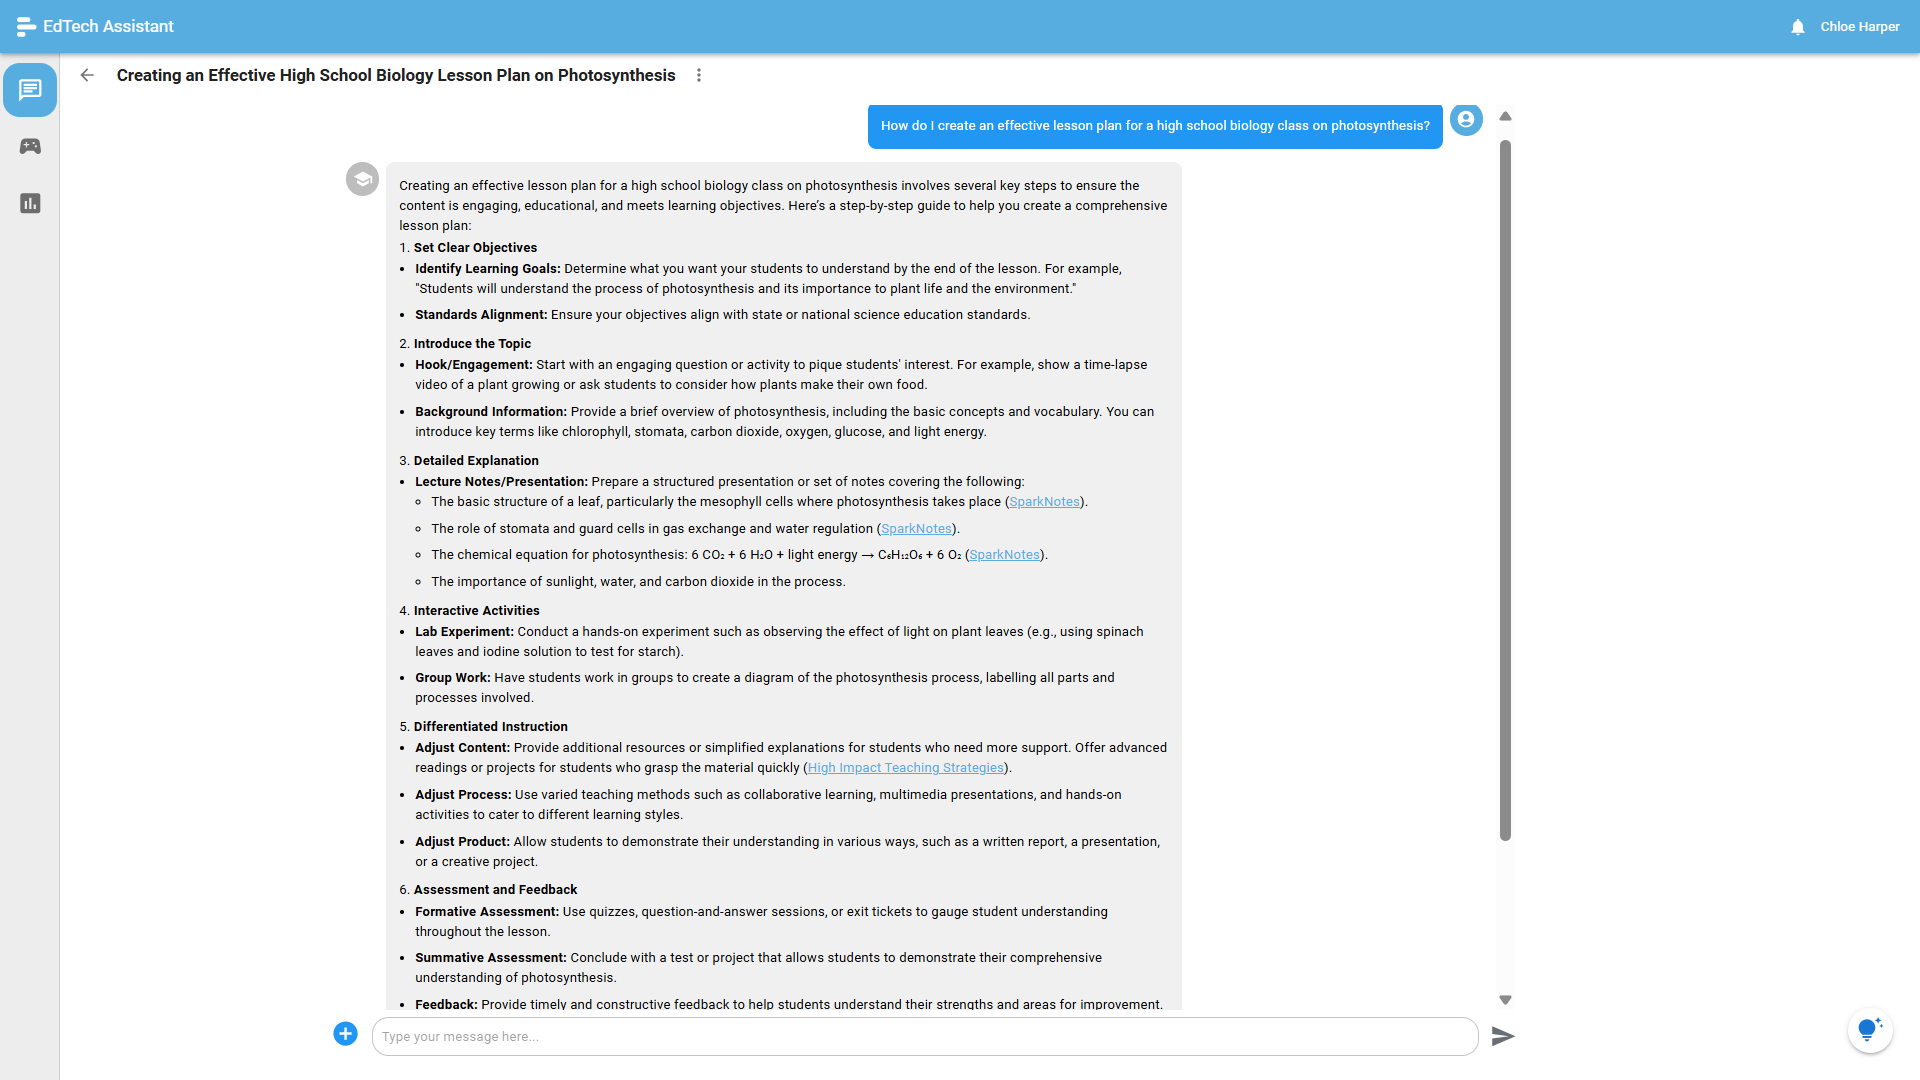 EdTech Assistant
Chloe Harper
Creating an Effective High School Biology Lesson Plan on Photosynthesis
How do I create an effective lesson plan for a high school biology class on photosynthesis?
Creating an effective lesson plan for a high school biology class on photosynthesis involves several key steps to ensure the
content is engaging, educational, and meets learning objectives. Here’s a step-by-step guide to help you create a comprehensive
lesson plan:
1. Set Clear Objectives
• Identify Learning Goals: Determine what you want your students to understand by the end of the lesson. For example,
"Students will understand the process of photosynthesis and its importance to plant life and the environment."
• Standards Alignment: Ensure your objectives align with state or national science education standards.
2. Introduce the Topic
• Hook/Engagement: Start with an engaging question or activity to pique students' interest. For example, show a time-lapse
video of a plant growing or ask students to consider how plants make their own food.
• Background Information: Provide a brief overview of photosynthesis, including the basic concepts and vocabulary. You can
introduce key terms like chlorophyll, stomata, carbon dioxide, oxygen, glucose, and light energy.
3. Detailed Explanation
• Lecture Notes/Presentation: Prepare a structured presentation or set of notes covering the following:
◦ The basic structure of a leaf, particularly the mesophyll cells where photosynthesis takes place (SparkNotes).
◦ The role of stomata and guard cells in gas exchange and water regulation (SparkNotes).
◦ The chemical equation for photosynthesis: 6 CO₂ + 6 H₂O + light energy → C₆H₁₂O₆ + 6 O₂ (SparkNotes).
◦ The importance of sunlight, water, and carbon dioxide in the process.
4. Interactive Activities
• Lab Experiment: Conduct a hands-on experiment such as observing the effect of light on plant leaves (e.g., using spinach
leaves and iodine solution to test for starch).
• Group Work: Have students work in groups to create a diagram of the photosynthesis process, labelling all parts and
processes involved.
5. Differentiated Instruction
• Adjust Content: Provide additional resources or simplified explanations for students who need more support. Offer advanced
readings or projects for students who grasp the material quickly (High Impact Teaching Strategies).
• Adjust Process: Use varied teaching methods such as collaborative learning, multimedia presentations, and hands-on
activities to cater to different learning styles.
• Adjust Product: Allow students to demonstrate their understanding in various ways, such as a written report, a presentation,
or a creative project.
6. Assessment and Feedback
• Formative Assessment: Use quizzes, question-and-answer sessions, or exit tickets to gauge student understanding
throughout the lesson.
• Summative Assessment: Conclude with a test or project that allows students to demonstrate their comprehensive
understanding of photosynthesis.
• Feedback: Provide timely and constructive feedback to help students understand their strengths and areas for improvement.
Type your message here...